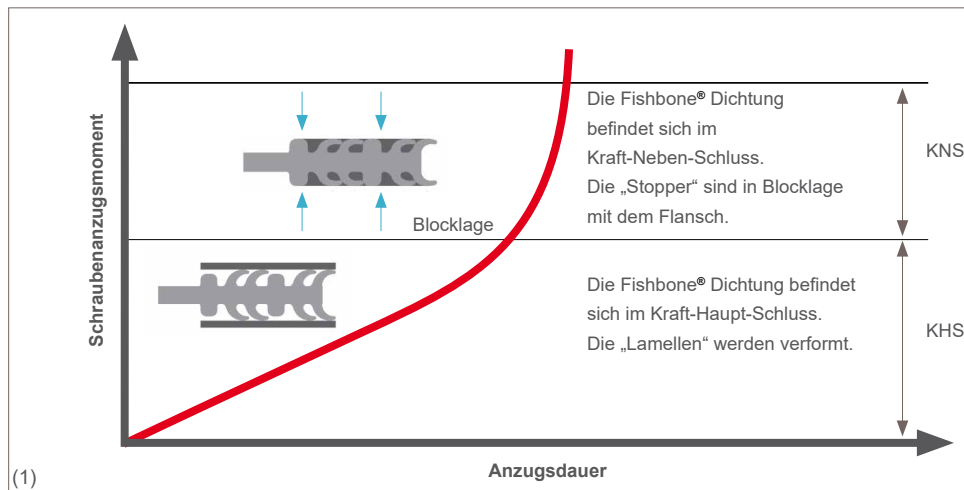 Schraubenanzugsmoment
Die Fishbone® Dichtung
befindet sich im
Kraft-Neben-Schluss.
Die „Stopper“ sind in Blocklage
mit dem Flansch.
KNS
Blocklage
Die Fishbone® Dichtung befindet
sich im Kraft-Haupt-Schluss.
Die „Lamellen“ werden verformt.
KHS
Anzugsdauer
(1)